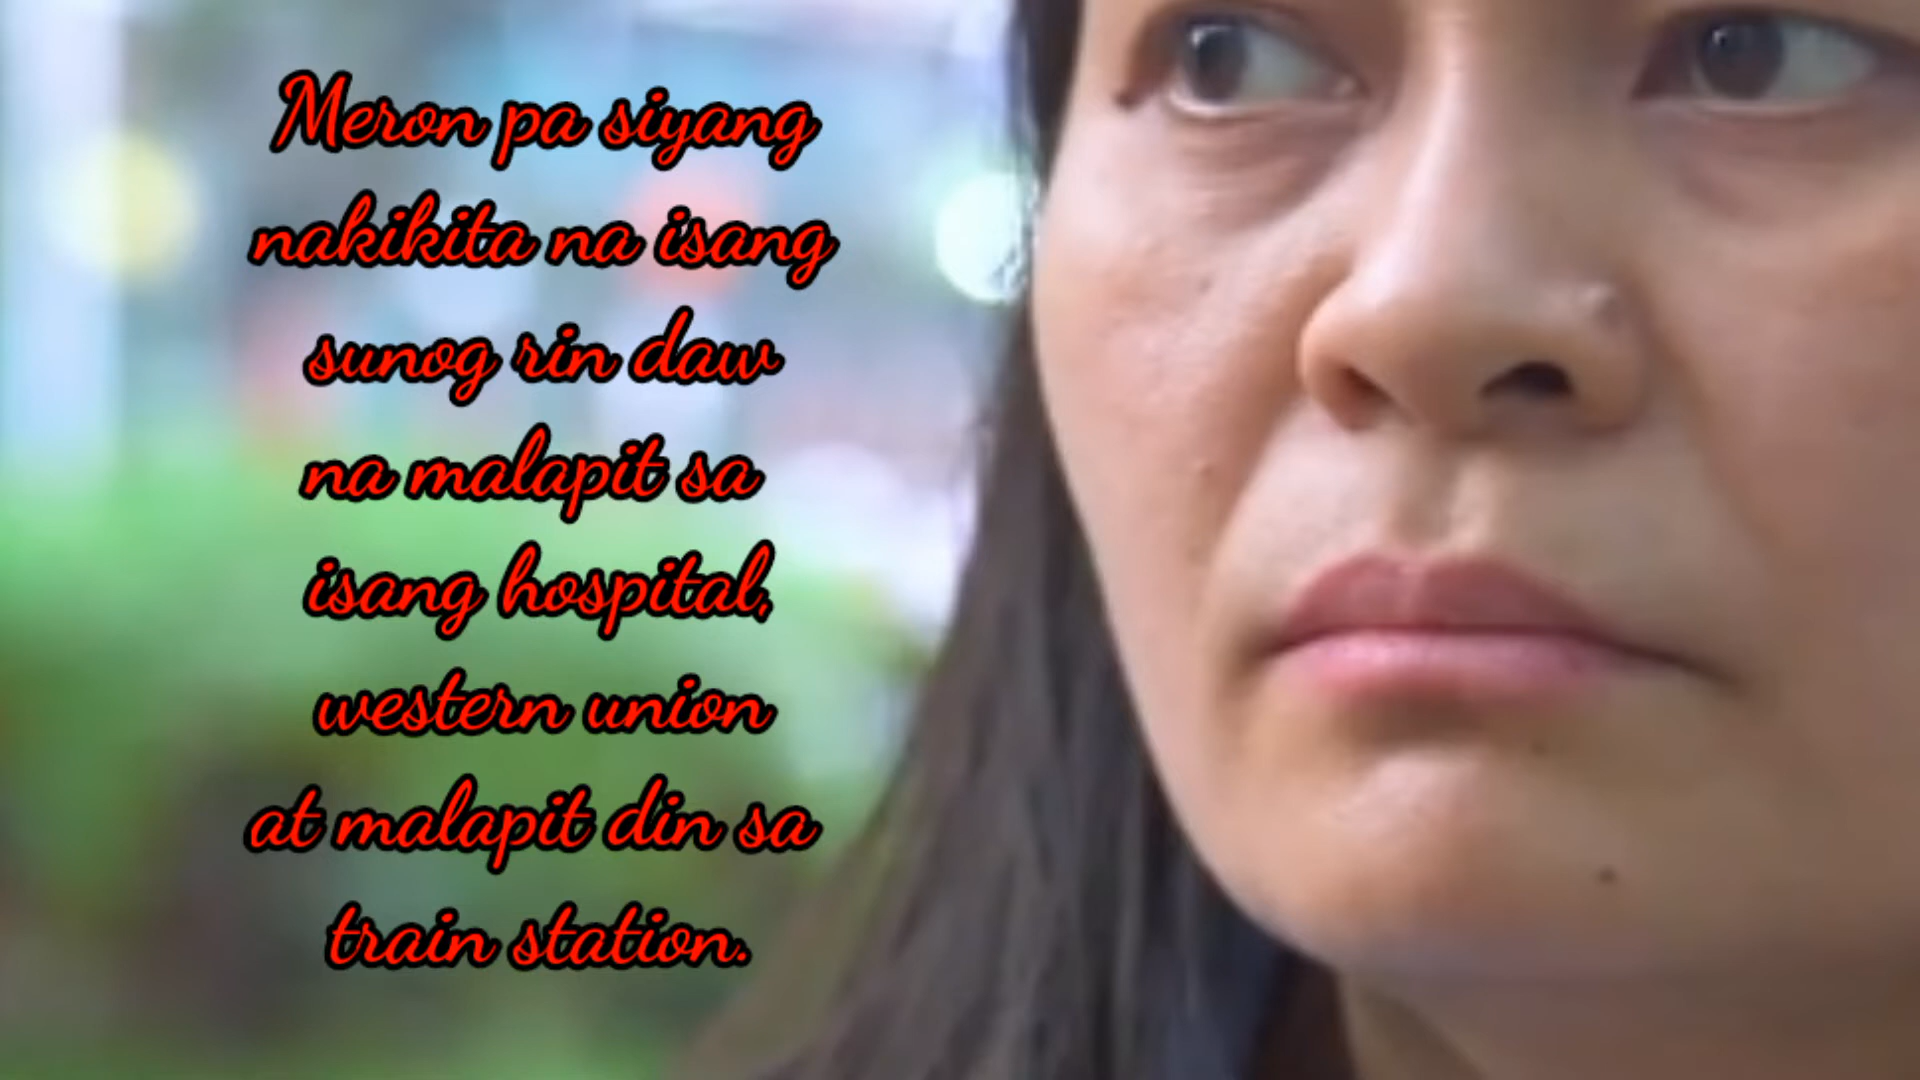 Meron pa siyang
nakikita na isang
sunog rin daw
na malapit sa
isang hospital,
western union
at malapit din sa
train station.